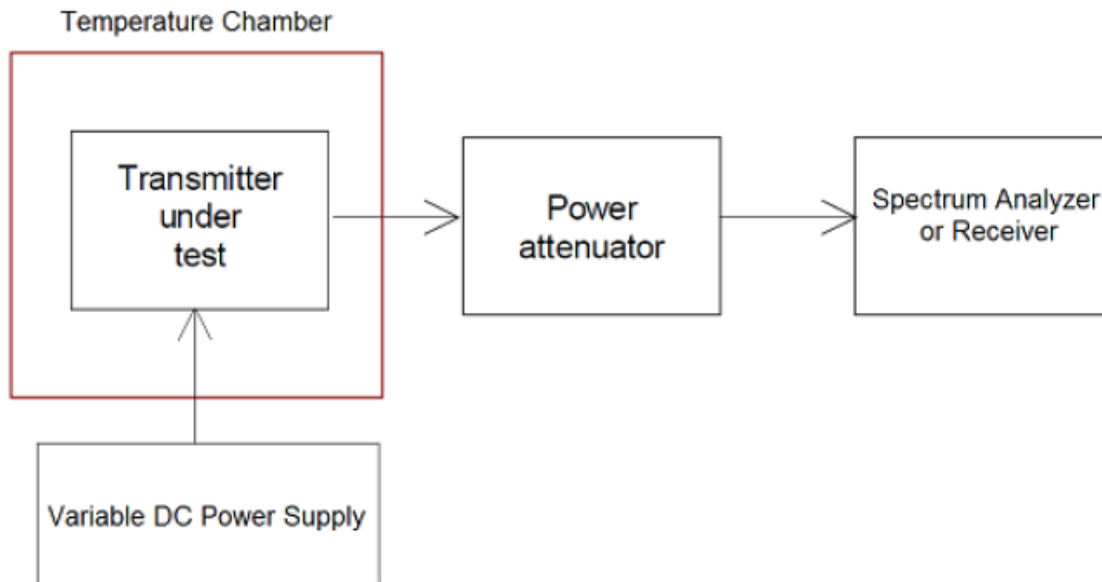 Temperature Chamber
Transmitter
under
test
Power
attenuator
Spectrum Analyzer
or Receiver
Variable DC Power Supply